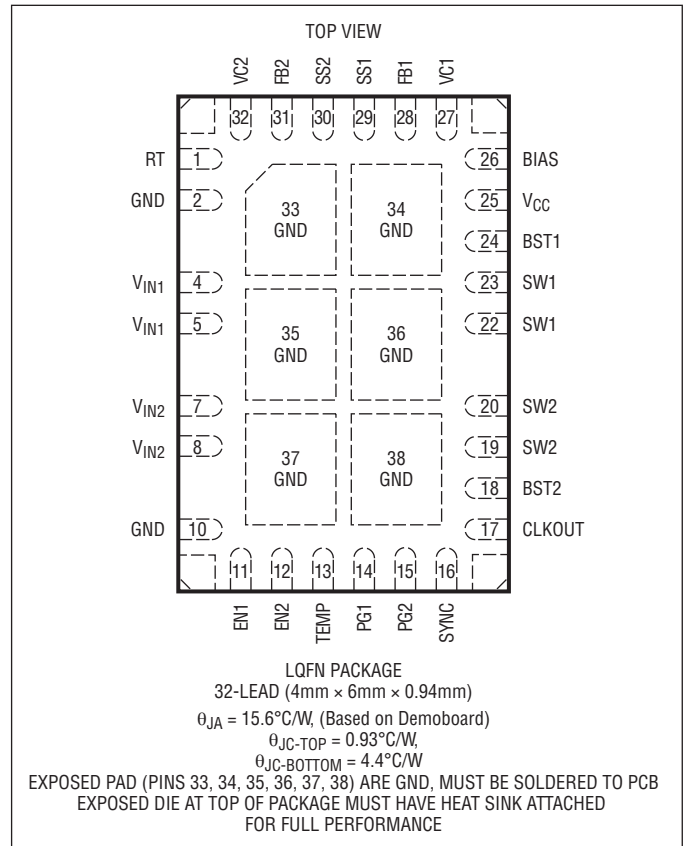 TOP VIEW
VC2 FB2 SS2 SS1 FB1 VC1
32 31 30 29 28 27
RT 1 26 BIAS
GND 2 25 VCC
24 BST1
33 GND
34 GND
VIN1 4 23 SW1
VIN1 5 22 SW1
35 GND
36 GND
VIN2 7 20 SW2
VIN2 8 19 SW2
37 GND
38 GND
18 BST2
GND 10 17 CLKOUT
11 12 13 14 15 16
EN1 EN2 TEMP PG1 PG2 SYNC
LQFN PACKAGE
32-LEAD (4mm × 6mm × 0.94mm)
θJA = 15.6°C/W, (Based on Demoboard)
θJC-TOP = 0.93°C/W,
θJC-BOTTOM = 4.4°C/W
EXPOSED PAD (PINS 33, 34, 35, 36, 37, 38) ARE GND, MUST BE SOLDERED TO PCB
EXPOSED DIE AT TOP OF PACKAGE MUST HAVE HEAT SINK ATTACHED
FOR FULL PERFORMANCE